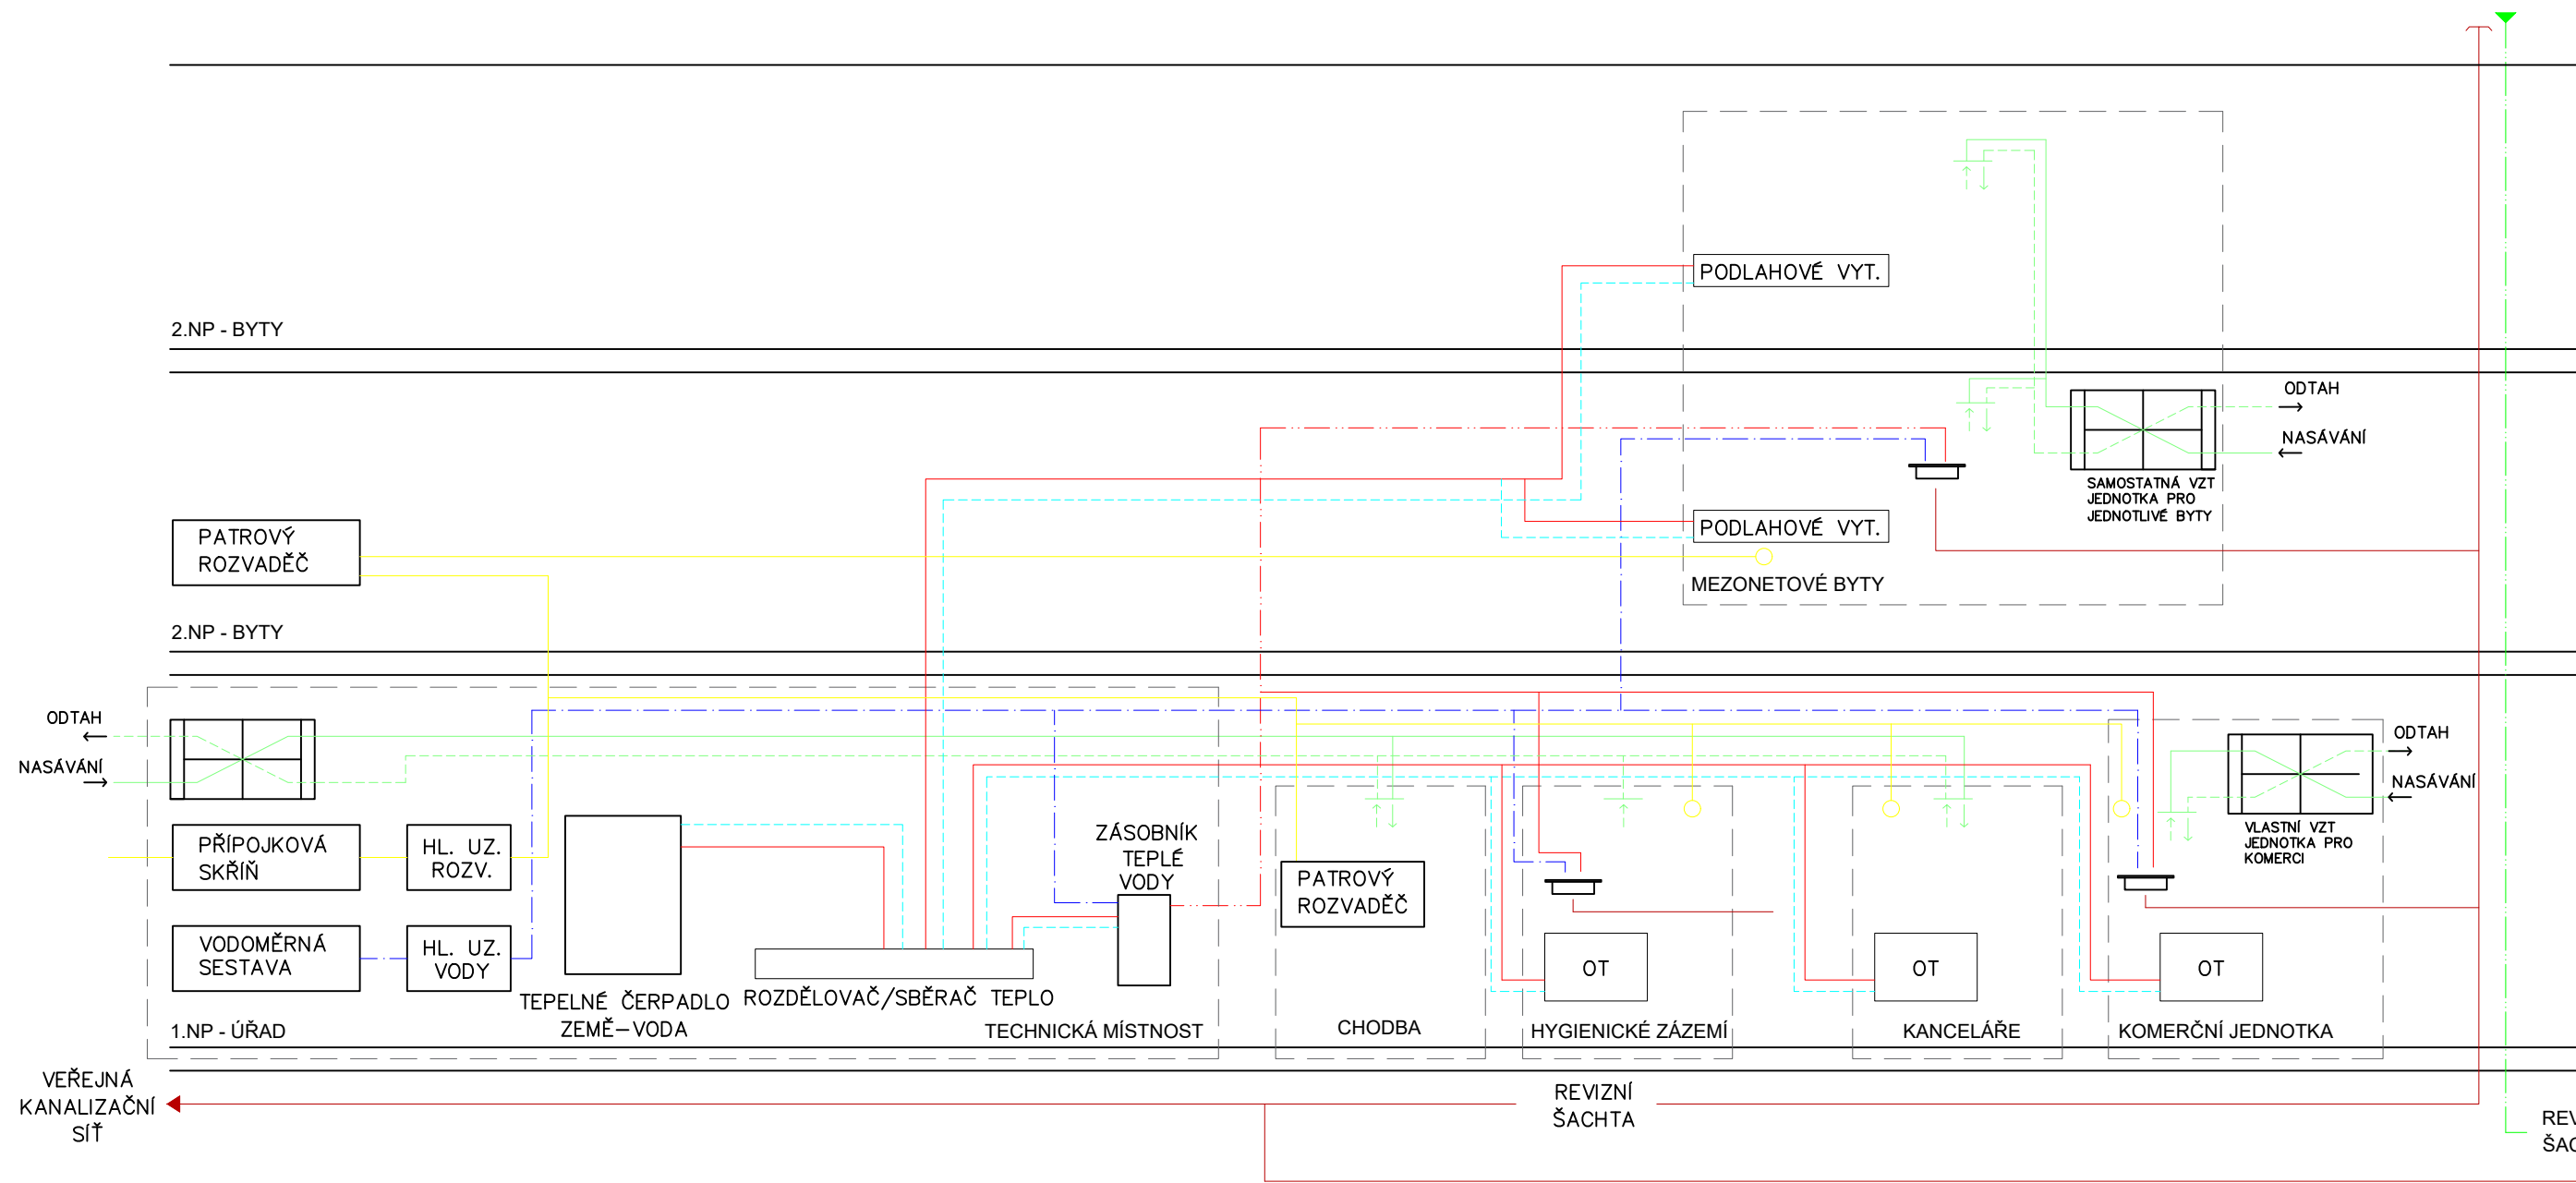 PODLAHOVÉ VYT.
2.NP - BYTY
ODTAH
NASÁVÁNÍ
SAMOSTATNÁ VZT
JEDNOTKA PRO
JEDNOTLIVÉ BYTY
PATROVÝ
ROZVADĚČ
PODLAHOVÉ VYT.
MEZONETOVÉ BYTY
2.NP - BYTY
ODTAH
NASÁVÁNÍ
PŘÍPOJKOVÁ
SKŘÍŇ
HL. UZ.
ROZV.
VODOMĚRNÁ
SESTAVA
HL. UZ.
VODY
TEPELNÉ ČERPADLO
ZEMĚ-VODA
ROZDĚLOVAČ/SBĚRAČ TEPLO
ZÁSOBNÍK
TEPLÉ
VODY
1.NP - ÚŘAD
TECHNICKÁ MÍSTNOST
PATROVÝ
ROZVADĚČ
CHODBA
OT
HYGIENICKÉ ZÁZEMÍ
OT
KANCELÁŘE
ODTAH
NASÁVÁNÍ
VLASTNÍ VZT
JEDNOTKA PRO
KOMERCI
OT
KOMERČNÍ JEDNOTKA
VEŘEJNÁ
KANALIZAČNÍ
SÍŤ
REVIZNÍ
ŠACHTA